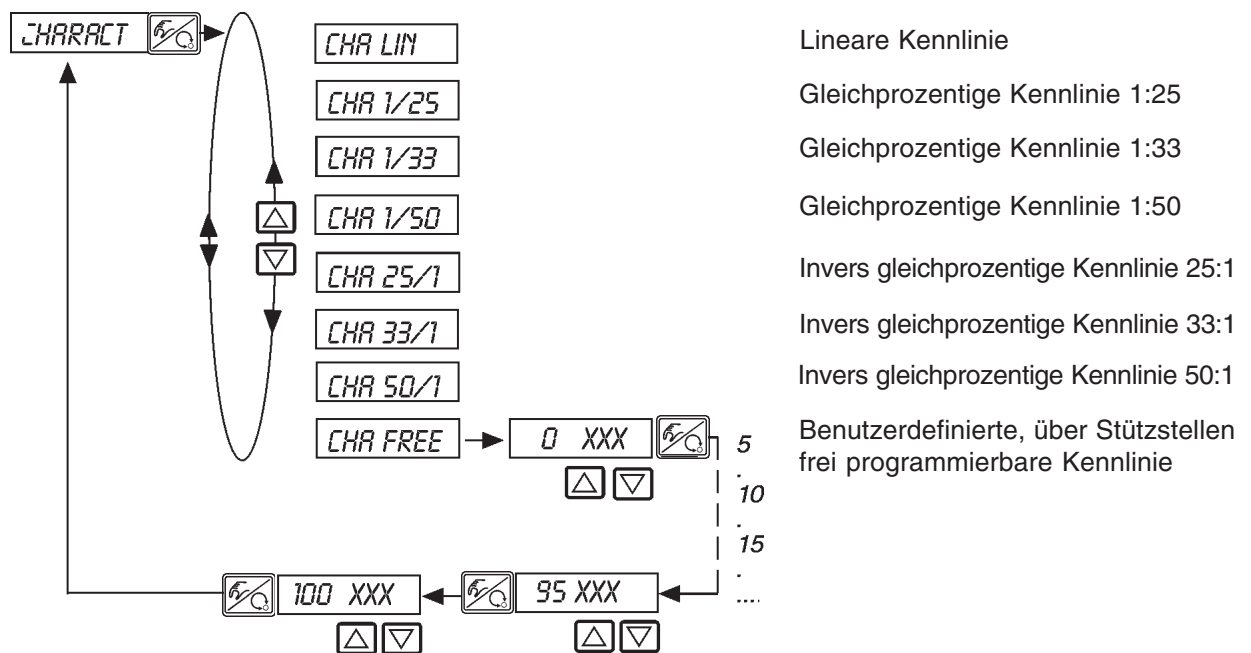 CHARACT
CHA LIN Lineare Kennlinie
CHA 1/25 Gleichprozentige Kennlinie 1:25
CHA 1/33 Gleichprozentige Kennlinie 1:33
CHA 1/50 Gleichprozentige Kennlinie 1:50
CHA 25/1 Invers gleichprozentige Kennlinie 25:1
CHA 33/1 Invers gleichprozentige Kennlinie 33:1
CHA 50/1 Invers gleichprozentige Kennlinie 50:1
CHA FREE 0 XXX 5 Benutzerdefinierte, über Stützstellen
frei programmierbare Kennlinie
.
10
.
15
.
....
100 XXX 95 XXX